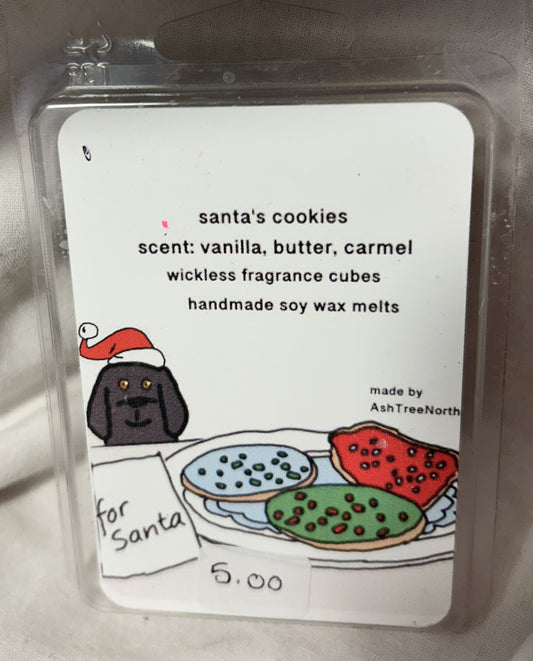 PET
santa's cookies
scent: vanilla, butter, carmel
wickless fragrance cubes
handmade soy wax melts
made by
AshTreeNorth
for
Santa
5.00